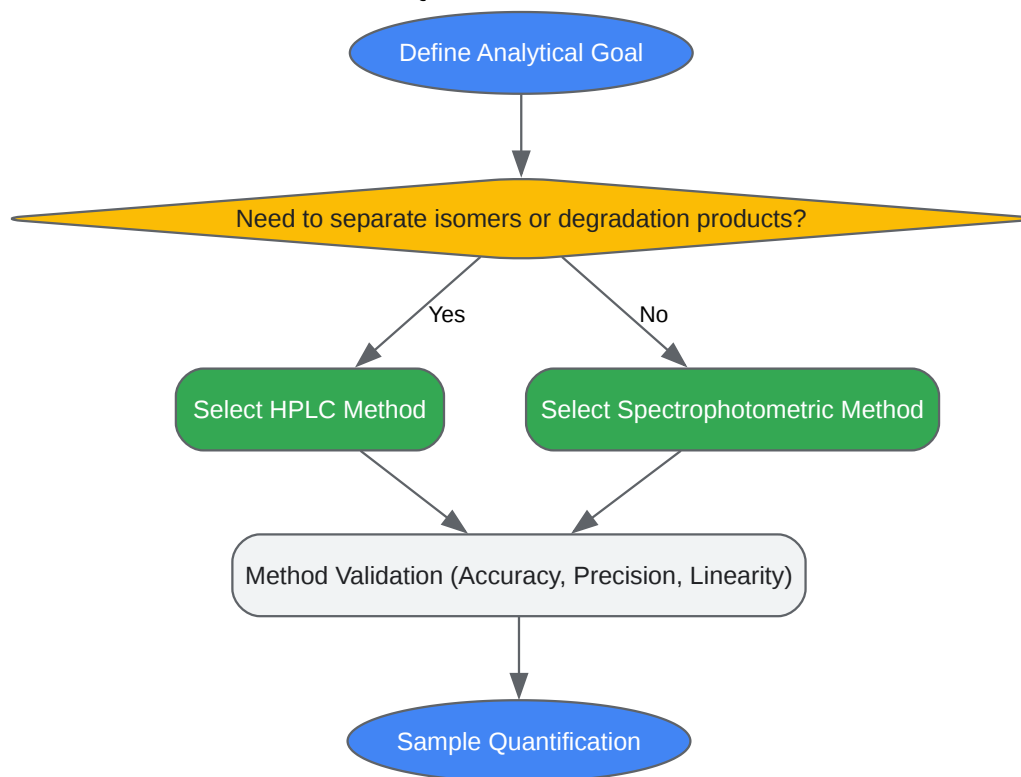 Define Analytical Goal
Need to separate isomers or degradation products?
Yes
No
Select HPLC Method
Select Spectrophotometric Method
Method Validation (Accuracy, Precision, Linearity)
Sample Quantification